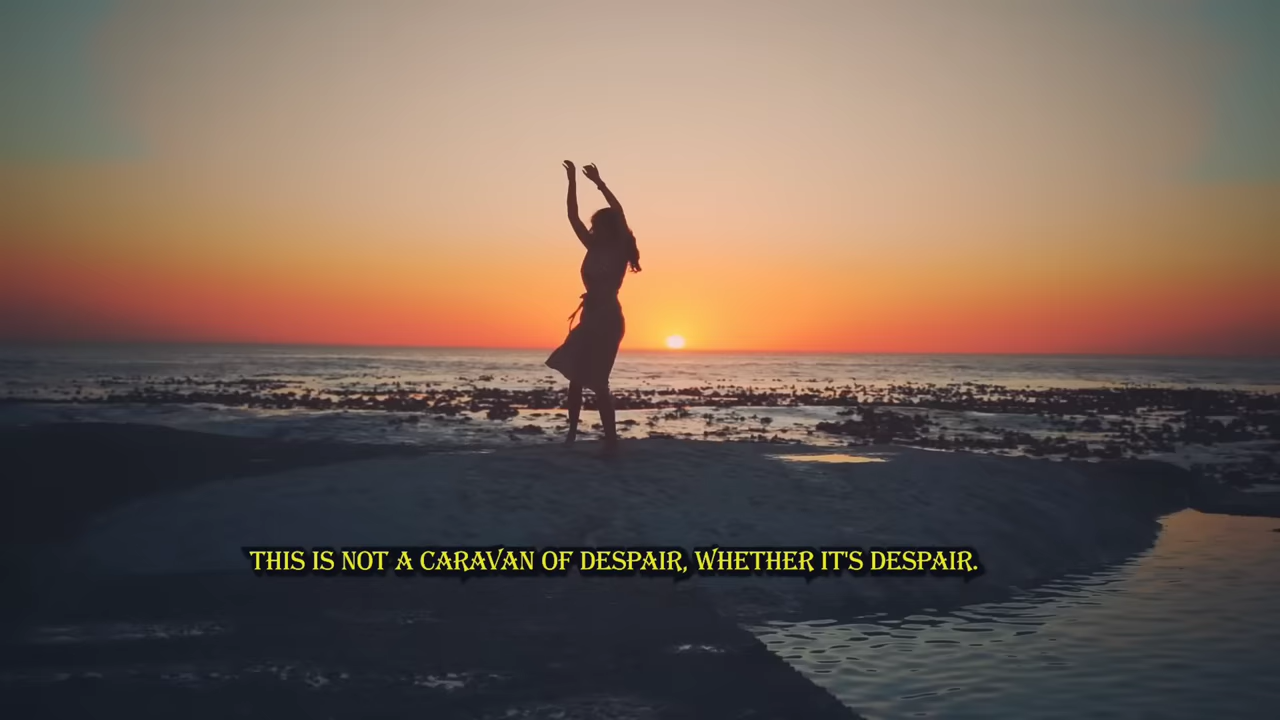 THIS IS NOT A CARAVAN OF DESPAIR, WHETHER IT'S DESPAIR.